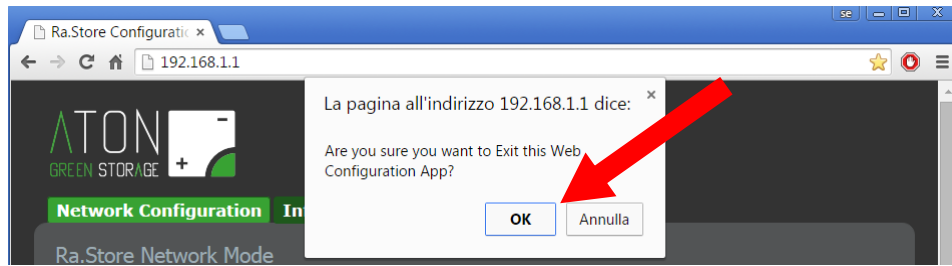 se
Ra.Store Configuratio
192.168.1.1
La pagina all'indirizzo 192.168.1.1 dice:
Are you sure you want to Exit this Web
Configuration App?
OK Annulla
ATON
GREEN STORAGE
Network Configuration In
Ra.Store Network Mode